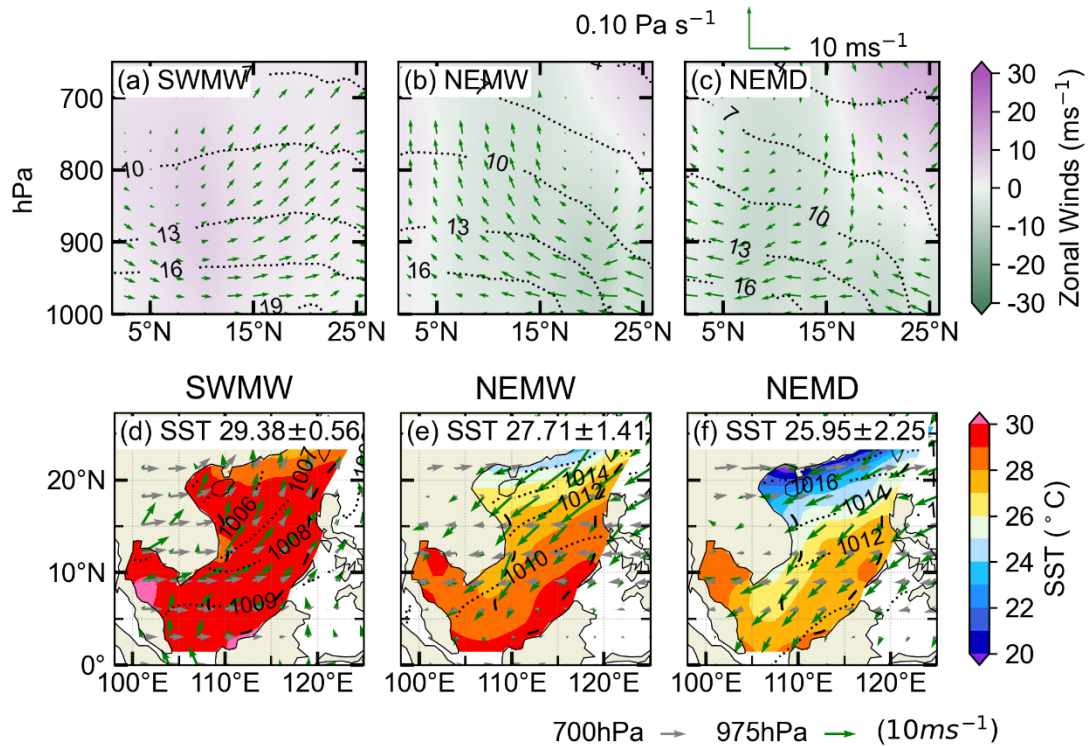 0.10 Pa s⁻¹
10 ms⁻¹
(a) SWMW
(b) NEMW
(c) NEMD
7
10
13
16
19
4
10
13
16
4
7
10
13
16
700
800
900
1000
hPa
5°N
15°N
25°N
5°N
15°N
25°N
5°N
15°N
25°N
30
20
10
0
-10
-20
-30
Zonal Winds (ms⁻¹)
SWMW
NEMW
NEMD
(d) SST 29.38±0.56
(e) SST 27.71±1.41
(f) SST 25.95±2.25
1007
1006
1008
1009
1014
1012
1010
1016
1014
1012
20°N
10°N
0°
100°E
110°E
120°E
100°E
110°E
120°E
100°E
110°E
120°E
30
28
26
24
22
20
SST (°C)
700hPa
975hPa
(10ms⁻¹)